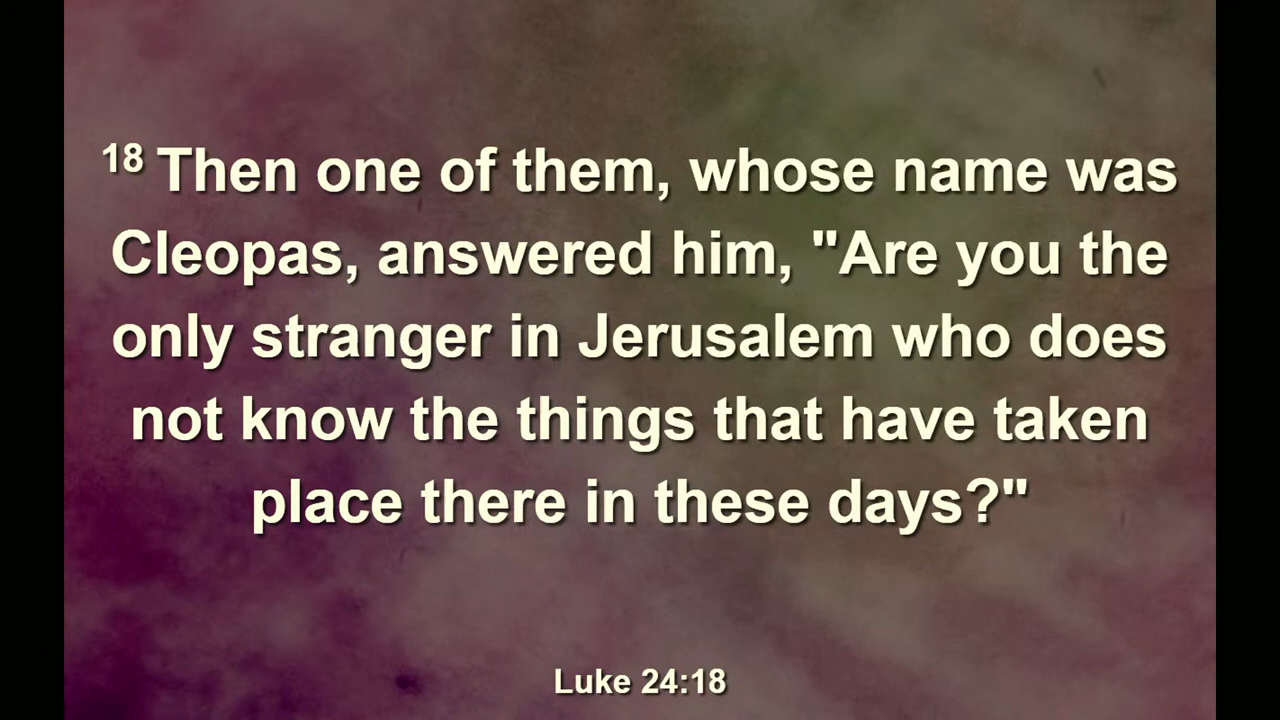 18 Then one of them, whose name was
Cleopas, answered him, "Are you the
only stranger in Jerusalem who does
not know the things that have taken
place there in these days?"
Luke 24:18